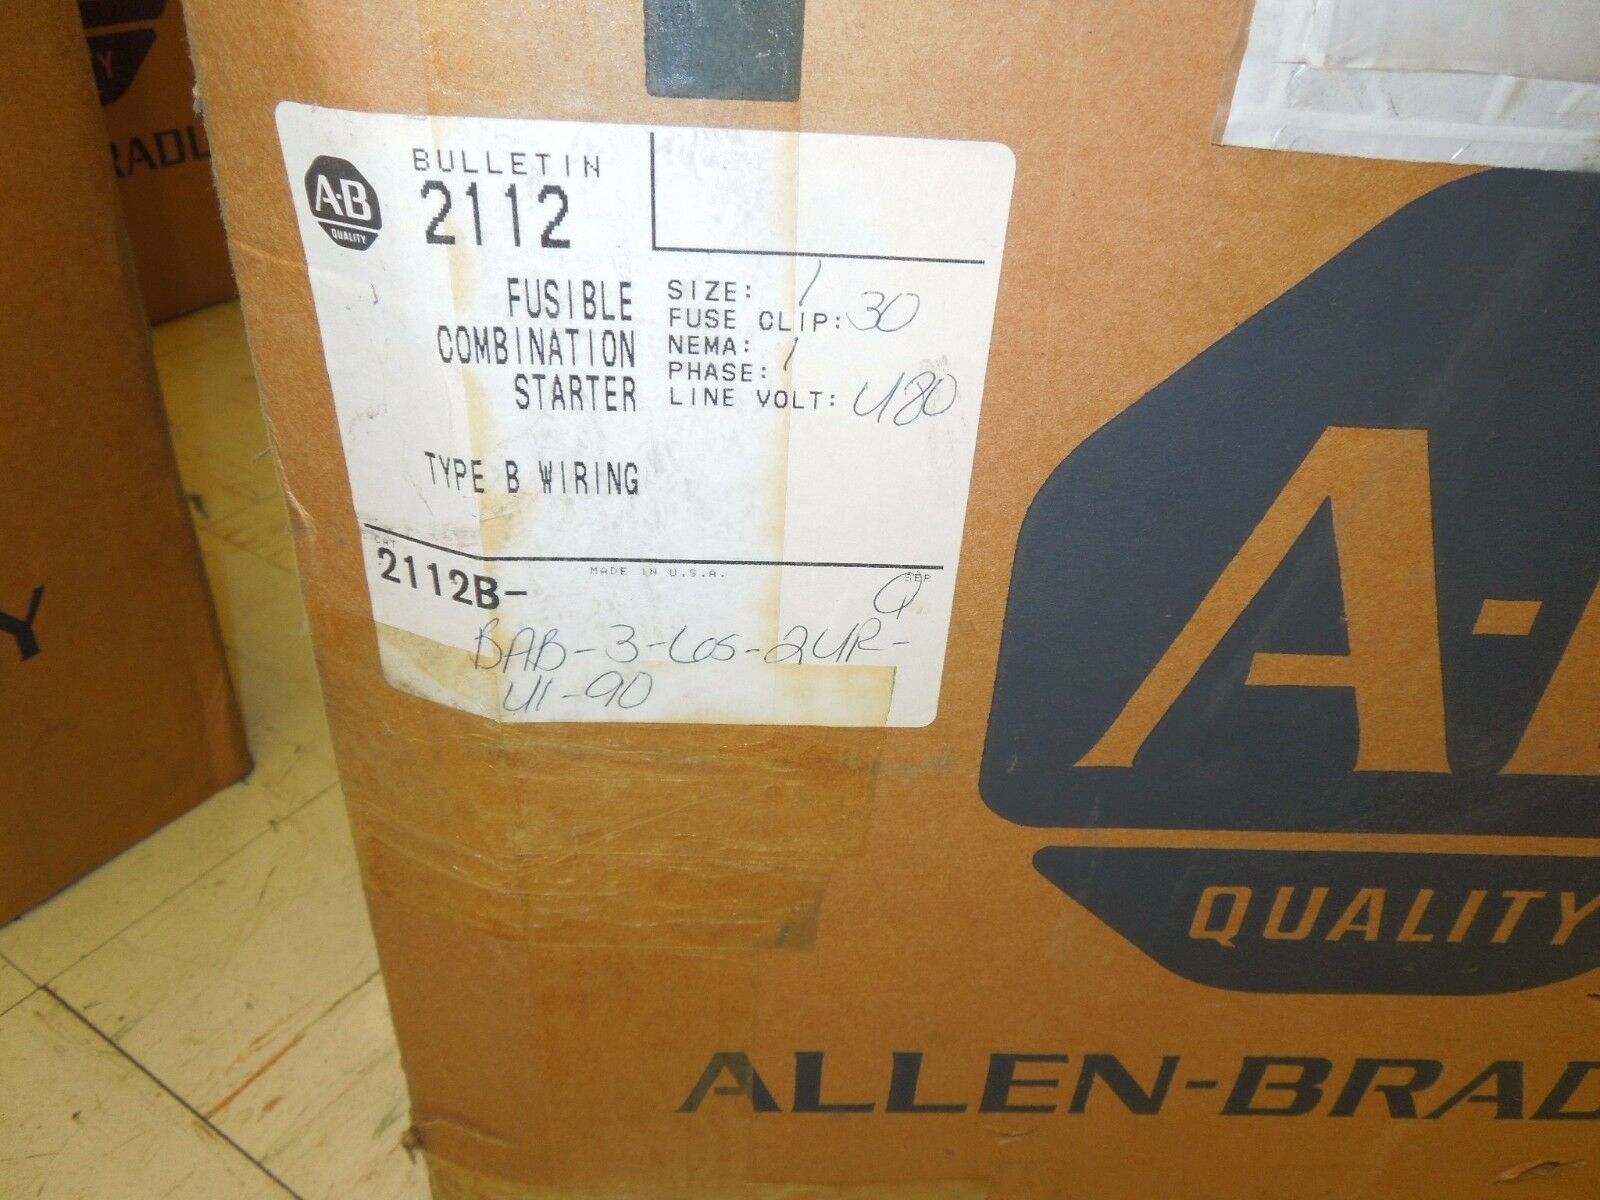 BULLETIN
2112
A-B
QUALITY
FUSIBLE
COMBINATION
STARTER
SIZE: 1
FUSE CLIP: 30
NEMA: 1
PHASE:
LINE VOLT: 480
TYPE B WIRING
CAT
2112B-
MADE IN U.S.A.
SER
Q
BAB-3-6S-24R-
41-90
A-
QUALITY
ALLEN-BRAD
RADL
Y
Y